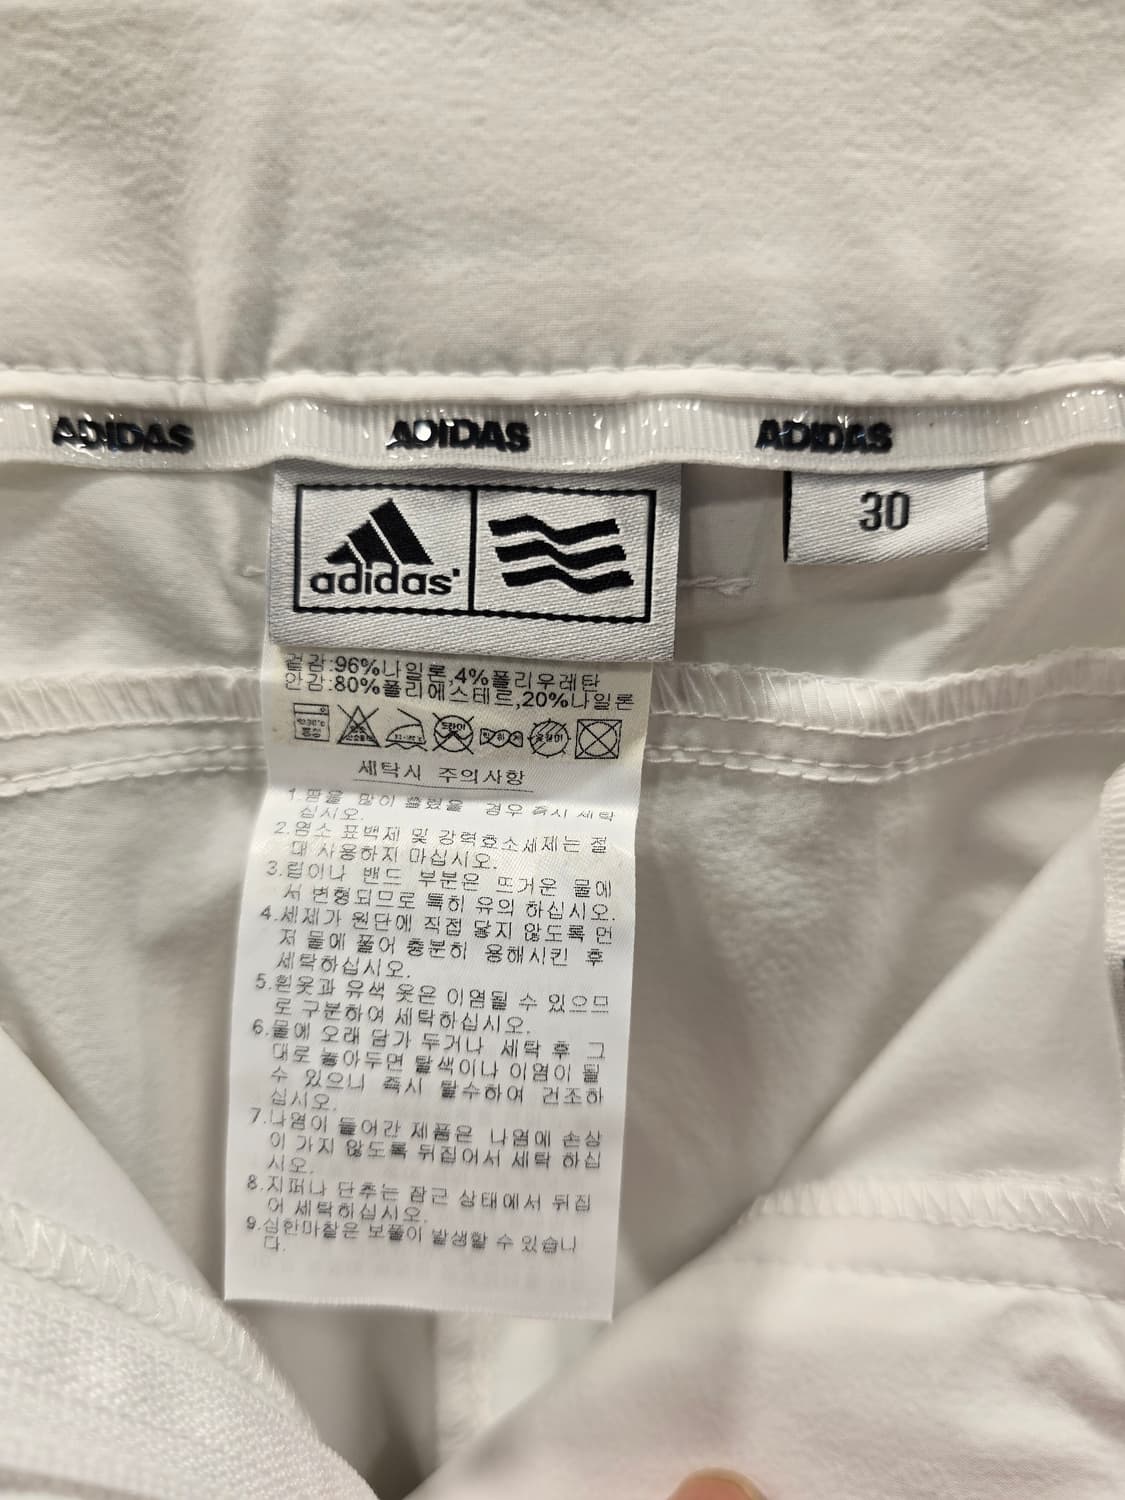 ADIDAS ADIDAS ADIDAS
adidas
30
겉감:96%나일론,4%폴리우레탄
안감:80%폴리에스테르,20%나일론
드라이
세탁시 주의사항
1.땀을 많이 흘렸을 경우 즉시 세탁
십시오.
2.염소 표백제 및 강력효소세제는 절
대 사용하지 마십시오.
3.립이나 밴드 부분은 뜨거운 물에
서 변형되므로 특히 유의 하십시오.
4.세제가 원단에 직접 닿지 않도록 먼
저 물에 풀어 충분히 용해시킨 후
세탁하십시오.
5.흰옷과 유색 옷은 이염될 수 있으므
로 구분하여 세탁하십시오.
6.물에 오래 담가 두거나 세탁 후 그
대로 놓아두면 탈색이나 이염이 될
수 있으니 즉시 탈수하여 건조하
십시오.
7.나염이 들어간 제품은 나염에 손상
이 가지 않도록 뒤집어서 세탁 하십
시오.
8.지퍼나 단추는 잠근 상태에서 뒤집
어 세탁하십시오.
9.심한마찰은 보풀이 발생할 수 있습니
다.